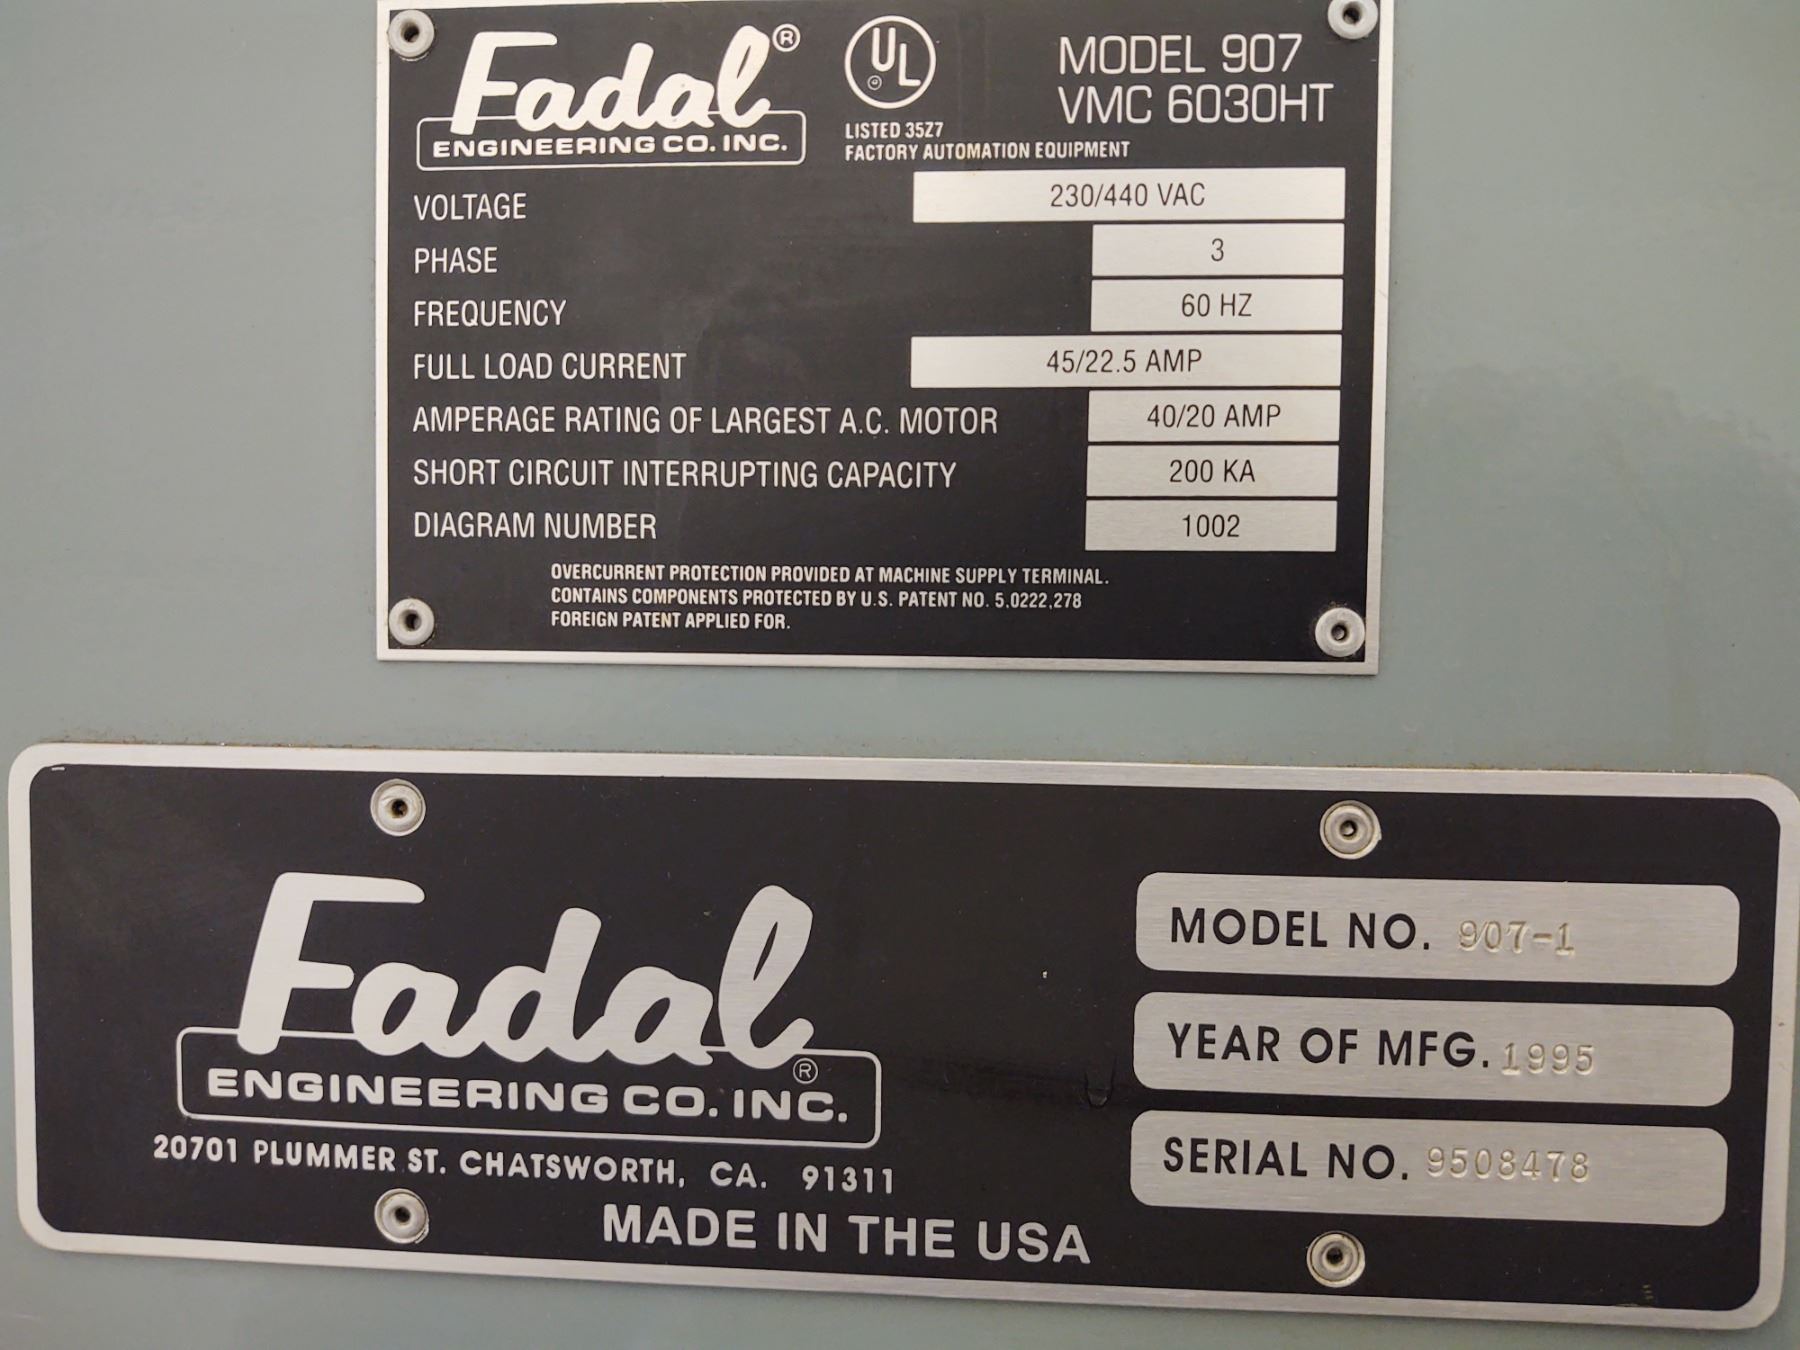 Fadal®
ENGINEERING CO. INC.
UL ®
LISTED 35Z7
FACTORY AUTOMATION EQUIPMENT
MODEL 907
VMC 6030HT
VOLTAGE 230/440 VAC
PHASE 3
FREQUENCY 60 HZ
FULL LOAD CURRENT 45/22.5 AMP
AMPERAGE RATING OF LARGEST A.C. MOTOR 40/20 AMP
SHORT CIRCUIT INTERRUPTING CAPACITY 200 KA
DIAGRAM NUMBER 1002
OVERCURRENT PROTECTION PROVIDED AT MACHINE SUPPLY TERMINAL.
CONTAINS COMPONENTS PROTECTED BY U.S. PATENT NO. 5,0222,278
FOREIGN PATENT APPLIED FOR.
Fadal®
ENGINEERING CO. INC.
20701 PLUMMER ST. CHATSWORTH, CA. 91311
MADE IN THE USA
MODEL NO. 907-1
YEAR OF MFG. 1995
SERIAL NO. 9508478